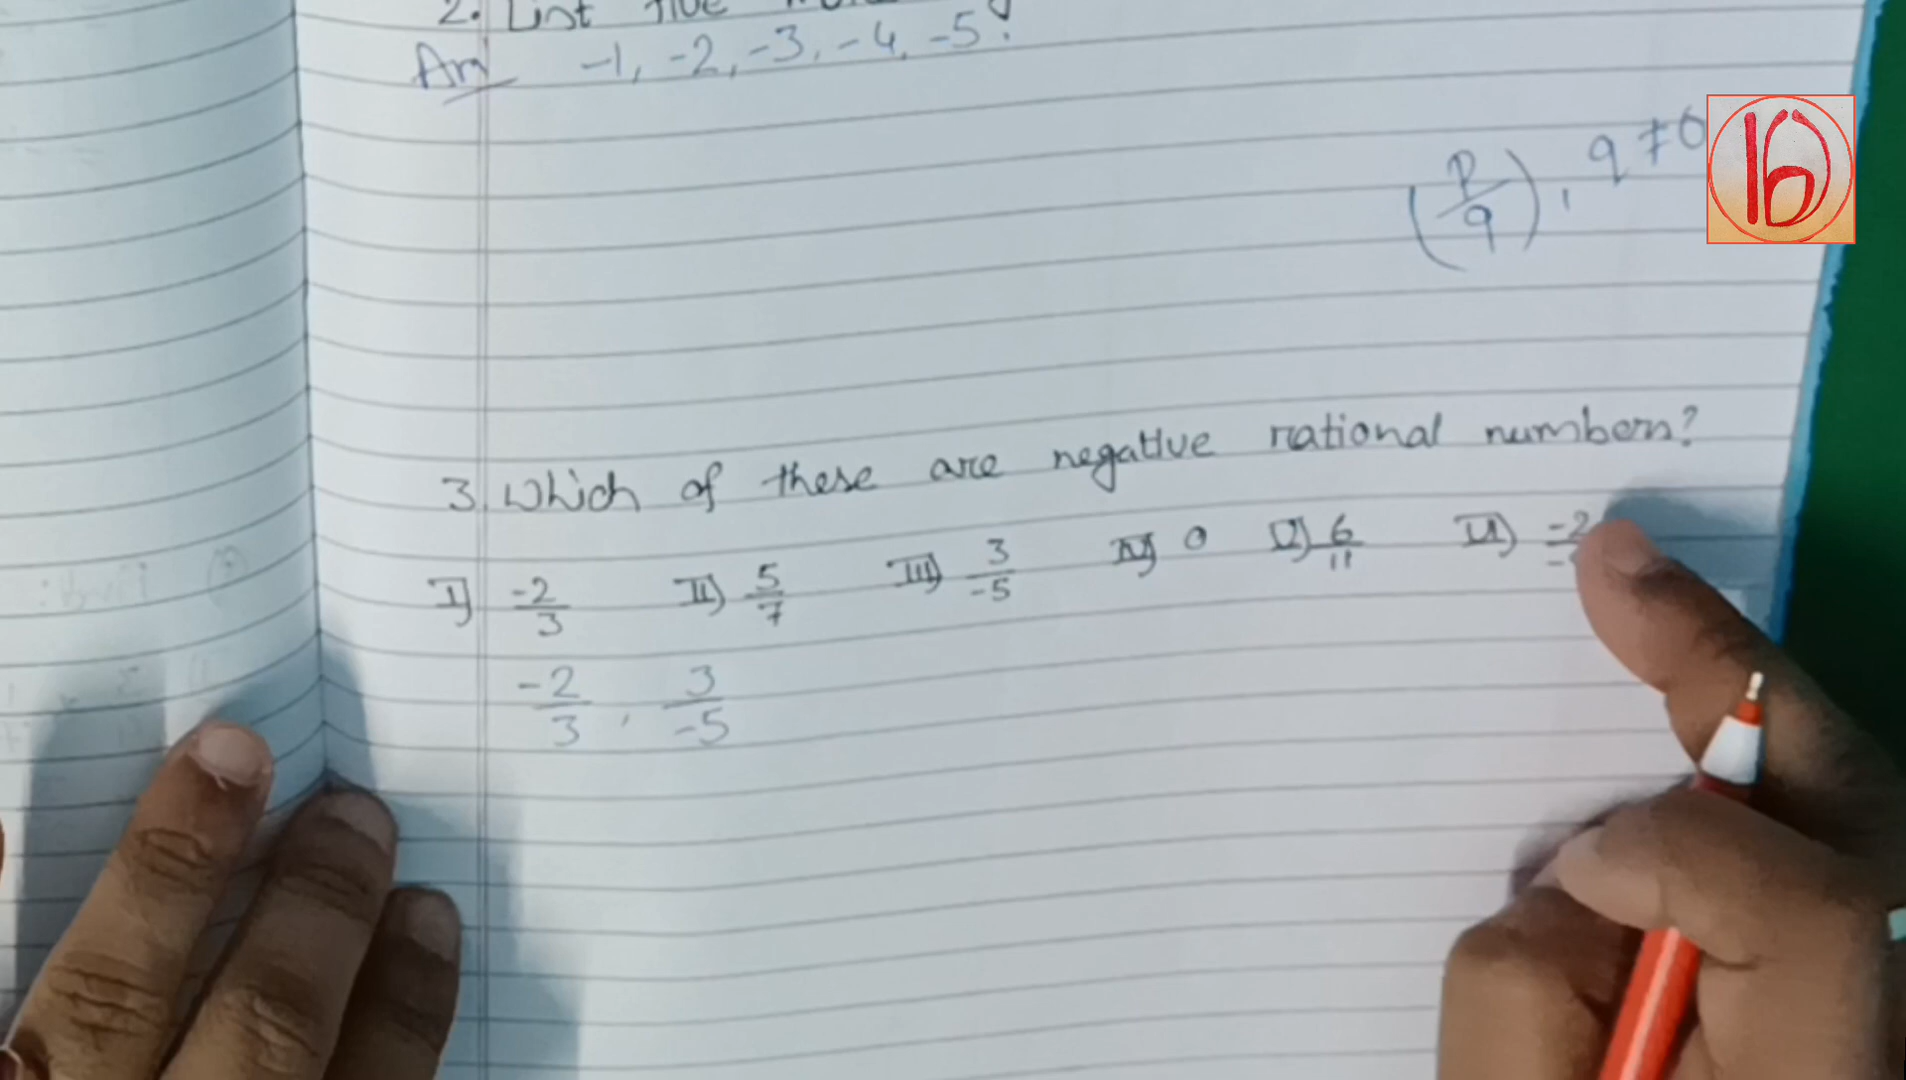 2. List five
Ans -1, -2, -3, -4, -5.
(p/q), q ≠ 0
3. Which of these are negative rational numbers?
I) -2/3 II) 5/7 III) 3/-5 IV) 0 V) 6/11 VI) -2
-2/3, 3/-5